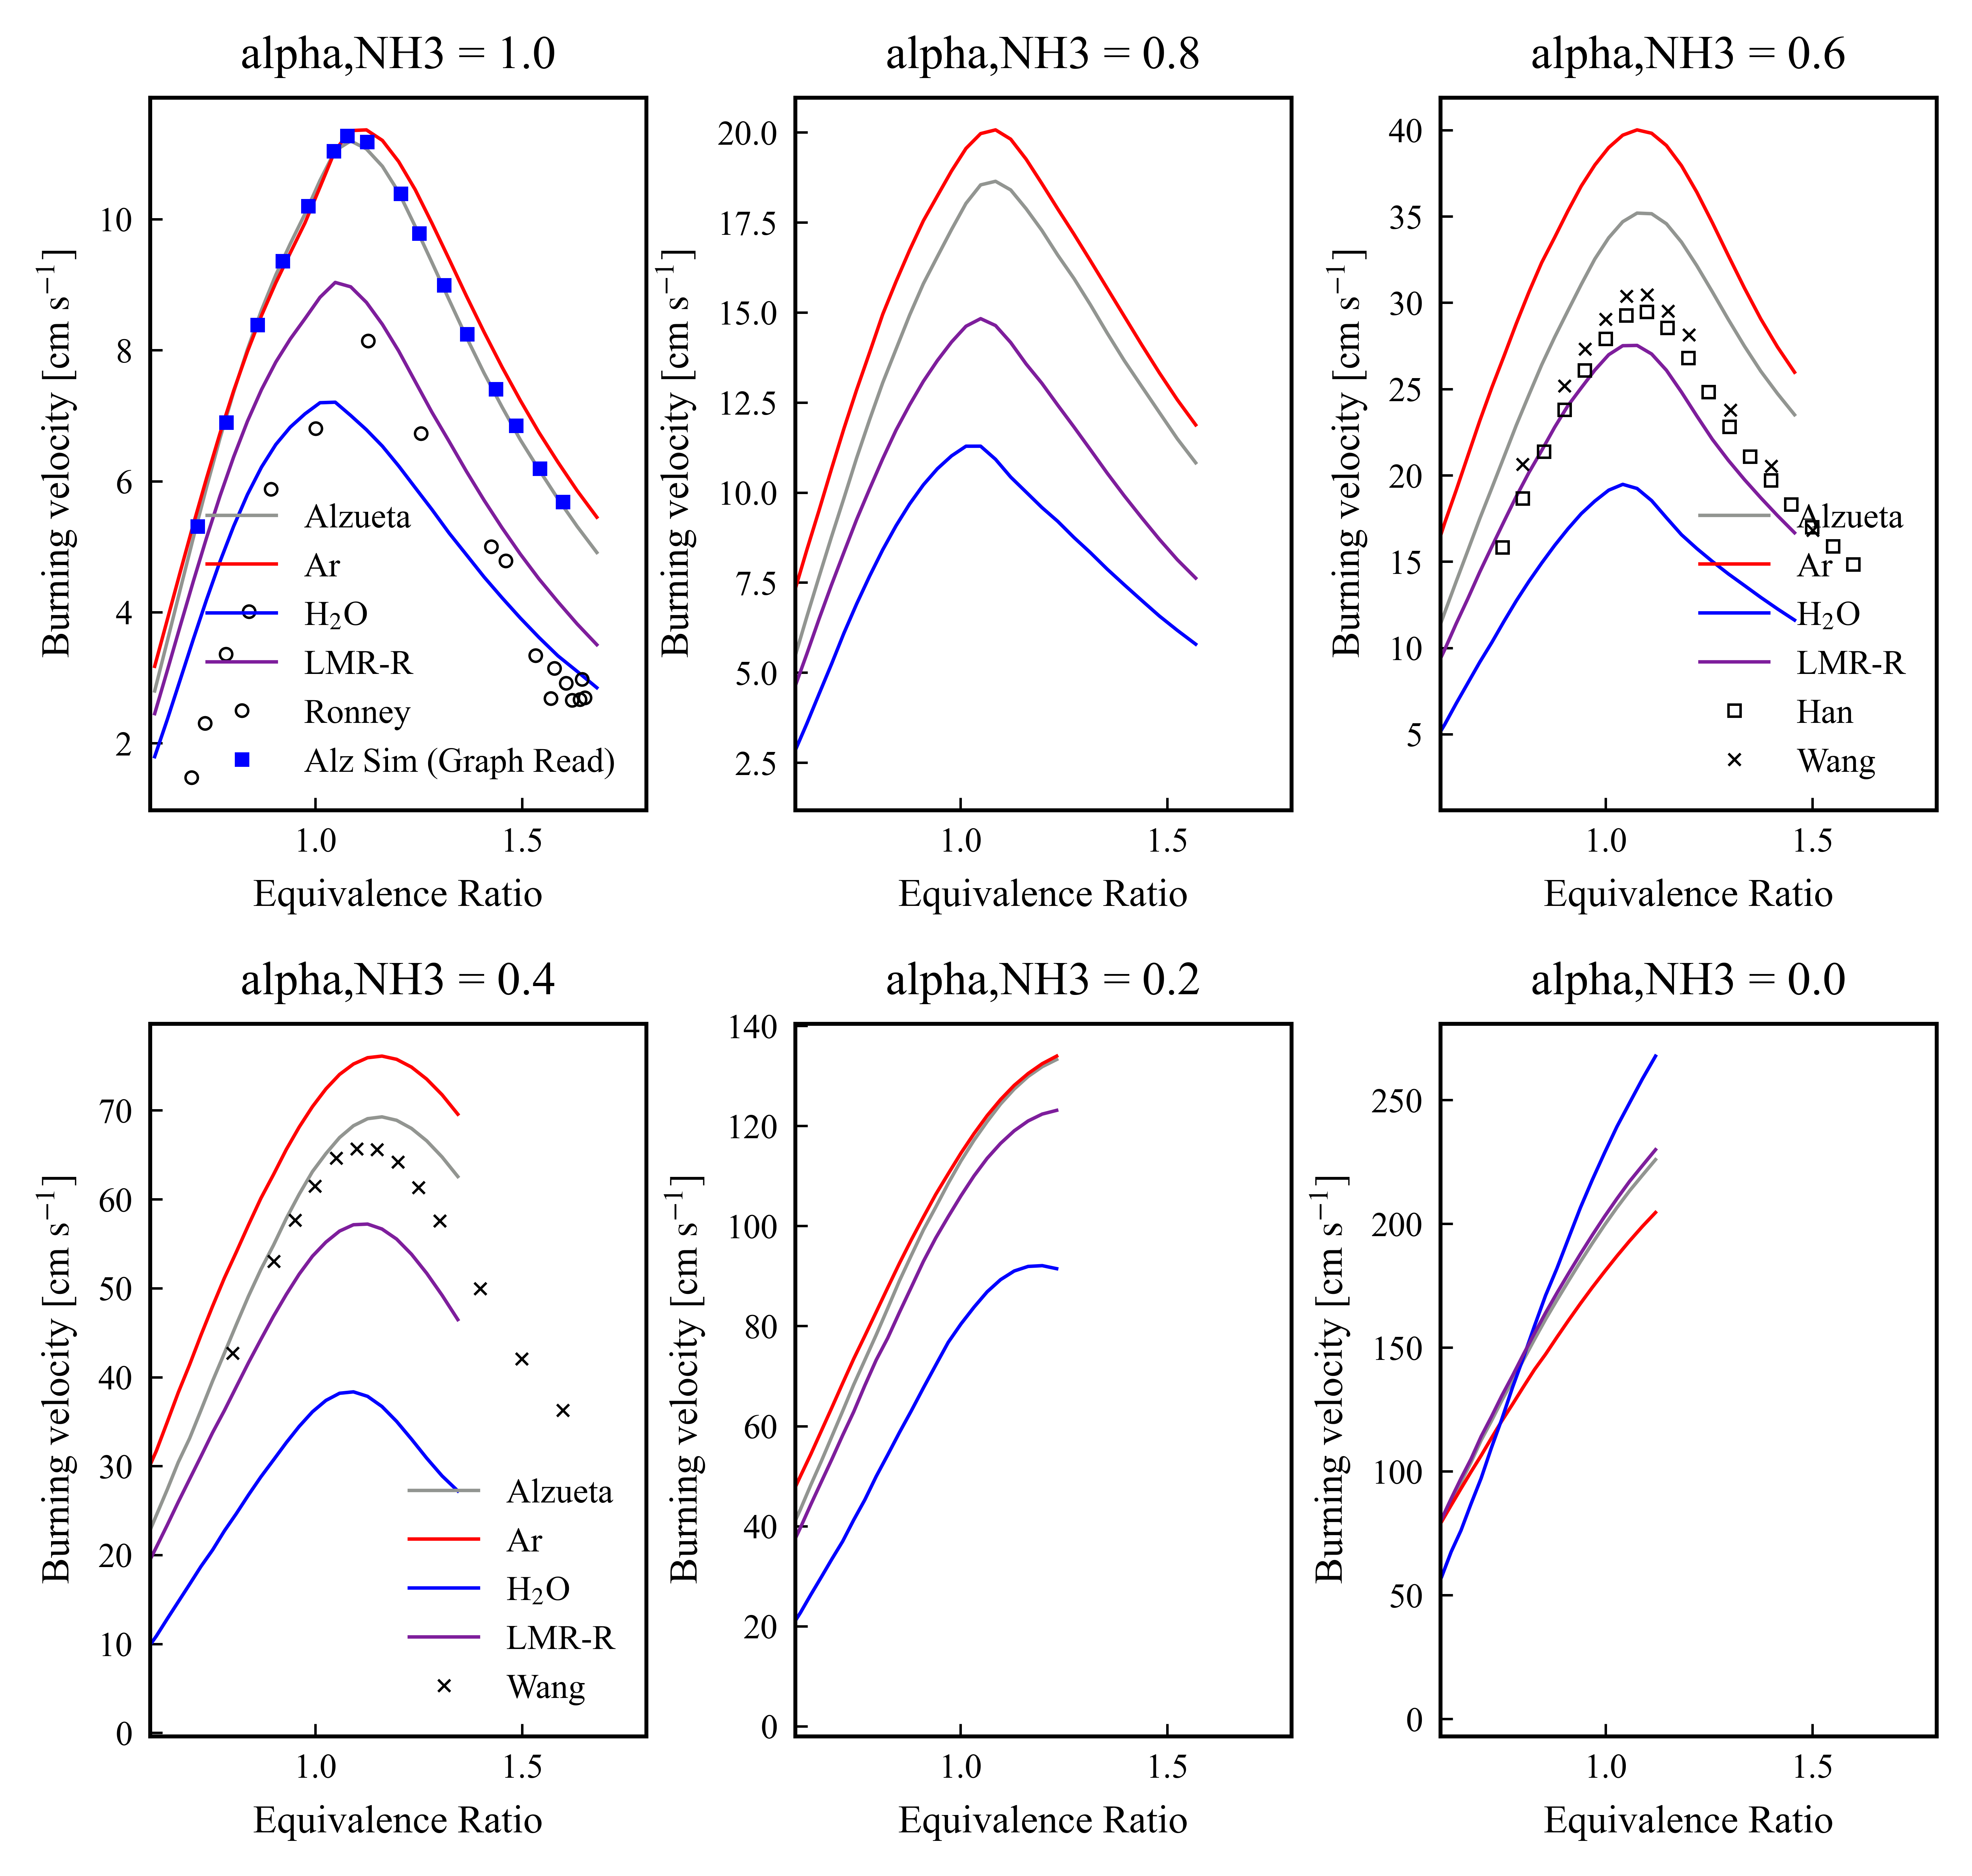 alpha,NH3 = 1.0
Burning velocity [cm s⁻¹]
10
8
6
4
2
Alzueta
Ar
H₂O
LMR-R
Ronney
Alz Sim (Graph Read)
1.0 1.5
Equivalence Ratio
alpha,NH3 = 0.8
Burning velocity [cm s⁻¹]
20.0
17.5
15.0
12.5
10.0
7.5
5.0
2.5
1.0 1.5
Equivalence Ratio
alpha,NH3 = 0.6
Burning velocity [cm s⁻¹]
40
35
30
25
20
15
10
5
Alzueta
Ar
H₂O
LMR-R
Han
Wang
1.0 1.5
Equivalence Ratio
alpha,NH3 = 0.4
Burning velocity [cm s⁻¹]
70
60
50
40
30
20
10
0
Alzueta
Ar
H₂O
LMR-R
Wang
1.0 1.5
Equivalence Ratio
alpha,NH3 = 0.2
Burning velocity [cm s⁻¹]
140
120
100
80
60
40
20
0
1.0 1.5
Equivalence Ratio
alpha,NH3 = 0.0
Burning velocity [cm s⁻¹]
250
200
150
100
50
0
1.0 1.5
Equivalence Ratio